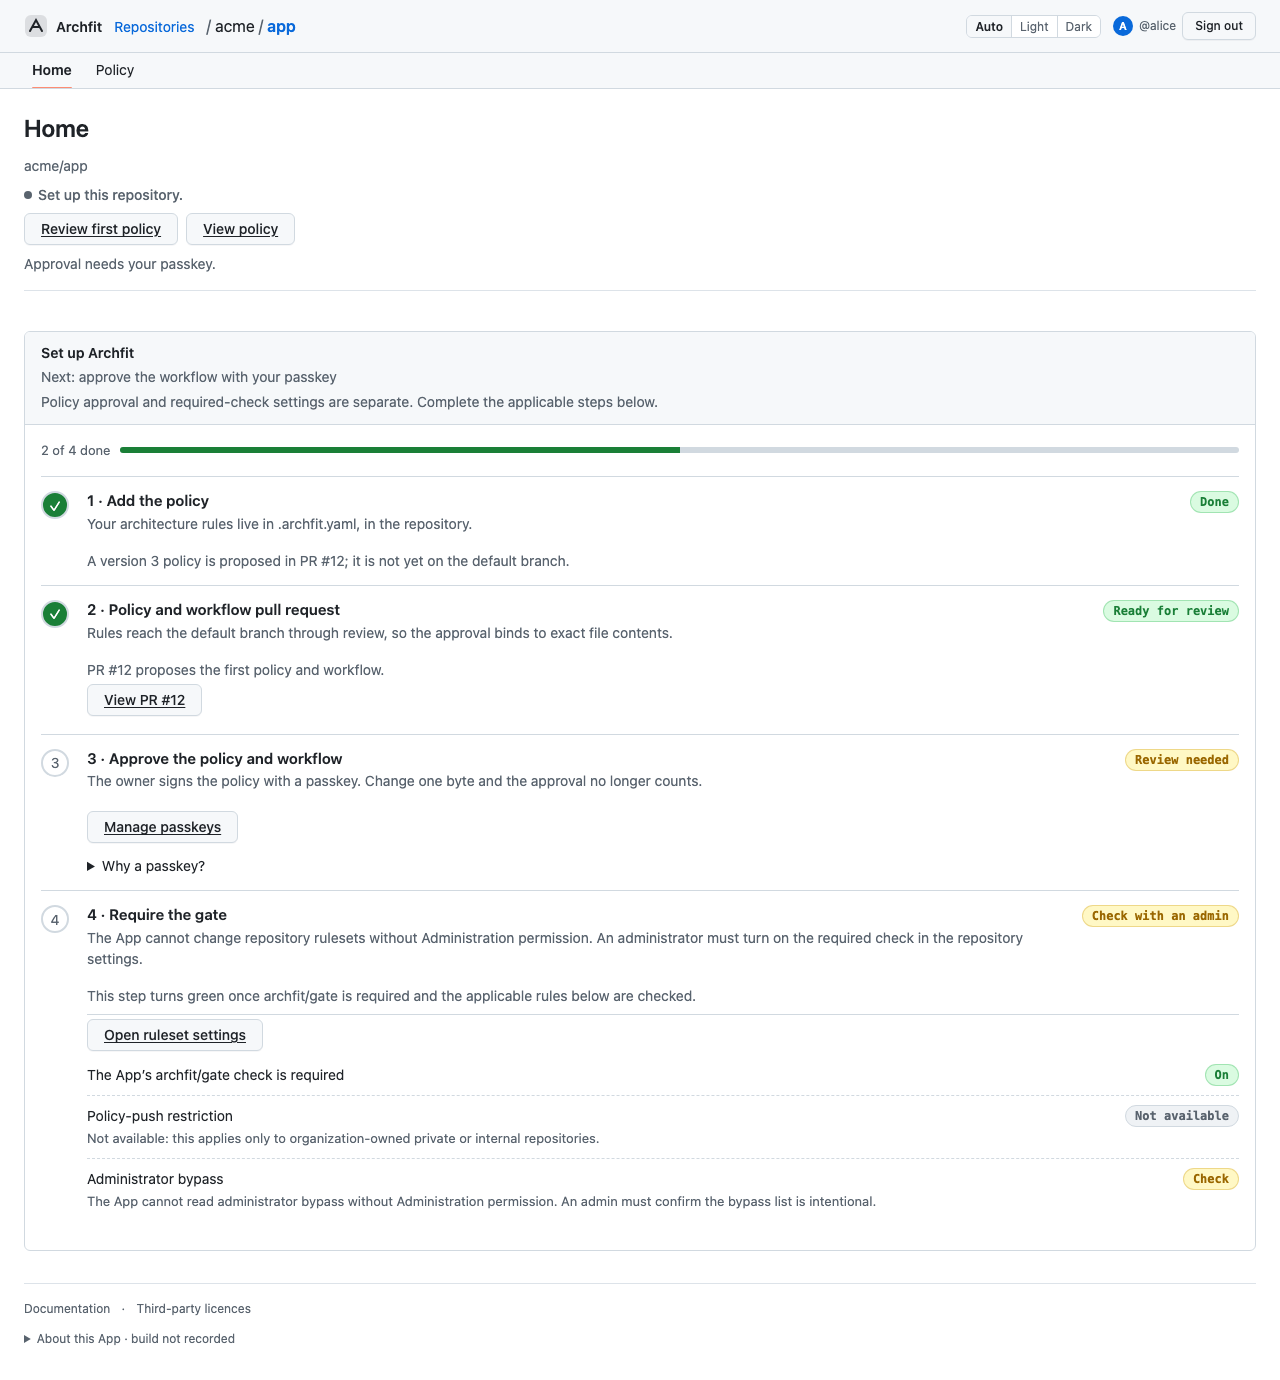 Archfit Repositories / acme / app
Auto Light Dark A @alice Sign out
Home Policy
Home
acme/app
Set up this repository.
Review first policy View policy
Approval needs your passkey.
Set up Archfit
Next: approve the workflow with your passkey
Policy approval and required-check settings are separate. Complete the applicable steps below.
2 of 4 done
1 · Add the policy Done
Your architecture rules live in .archfit.yaml, in the repository.
A version 3 policy is proposed in PR #12; it is not yet on the default branch.
2 · Policy and workflow pull request Ready for review
Rules reach the default branch through review, so the approval binds to exact file contents.
PR #12 proposes the first policy and workflow.
View PR #12
3 3 · Approve the policy and workflow Review needed
The owner signs the policy with a passkey. Change one byte and the approval no longer counts.
Manage passkeys
Why a passkey?
4 4 · Require the gate Check with an admin
The App cannot change repository rulesets without Administration permission. An administrator must turn on the required check in the repository
settings.
This step turns green once archfit/gate is required and the applicable rules below are checked.
Open ruleset settings
The App’s archfit/gate check is required On
Policy-push restriction Not available
Not available: this applies only to organization-owned private or internal repositories.
Administrator bypass Check
The App cannot read administrator bypass without Administration permission. An admin must confirm the bypass list is intentional.
Documentation · Third-party licences
About this App · build not recorded